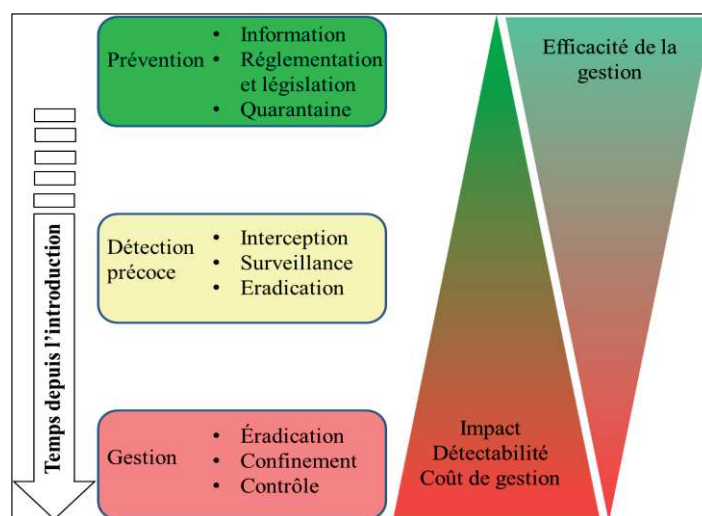 Prévention
• Information
• Réglementation
et législation
• Quarantaine
Efficacité de la
gestion
Temps depuis l'introduction
Détection
précoce
• Interception
• Surveillance
• Eradication
Gestion
• Éradication
• Confinement
• Contrôle
Impact
Détectabilité
Coût de gestion